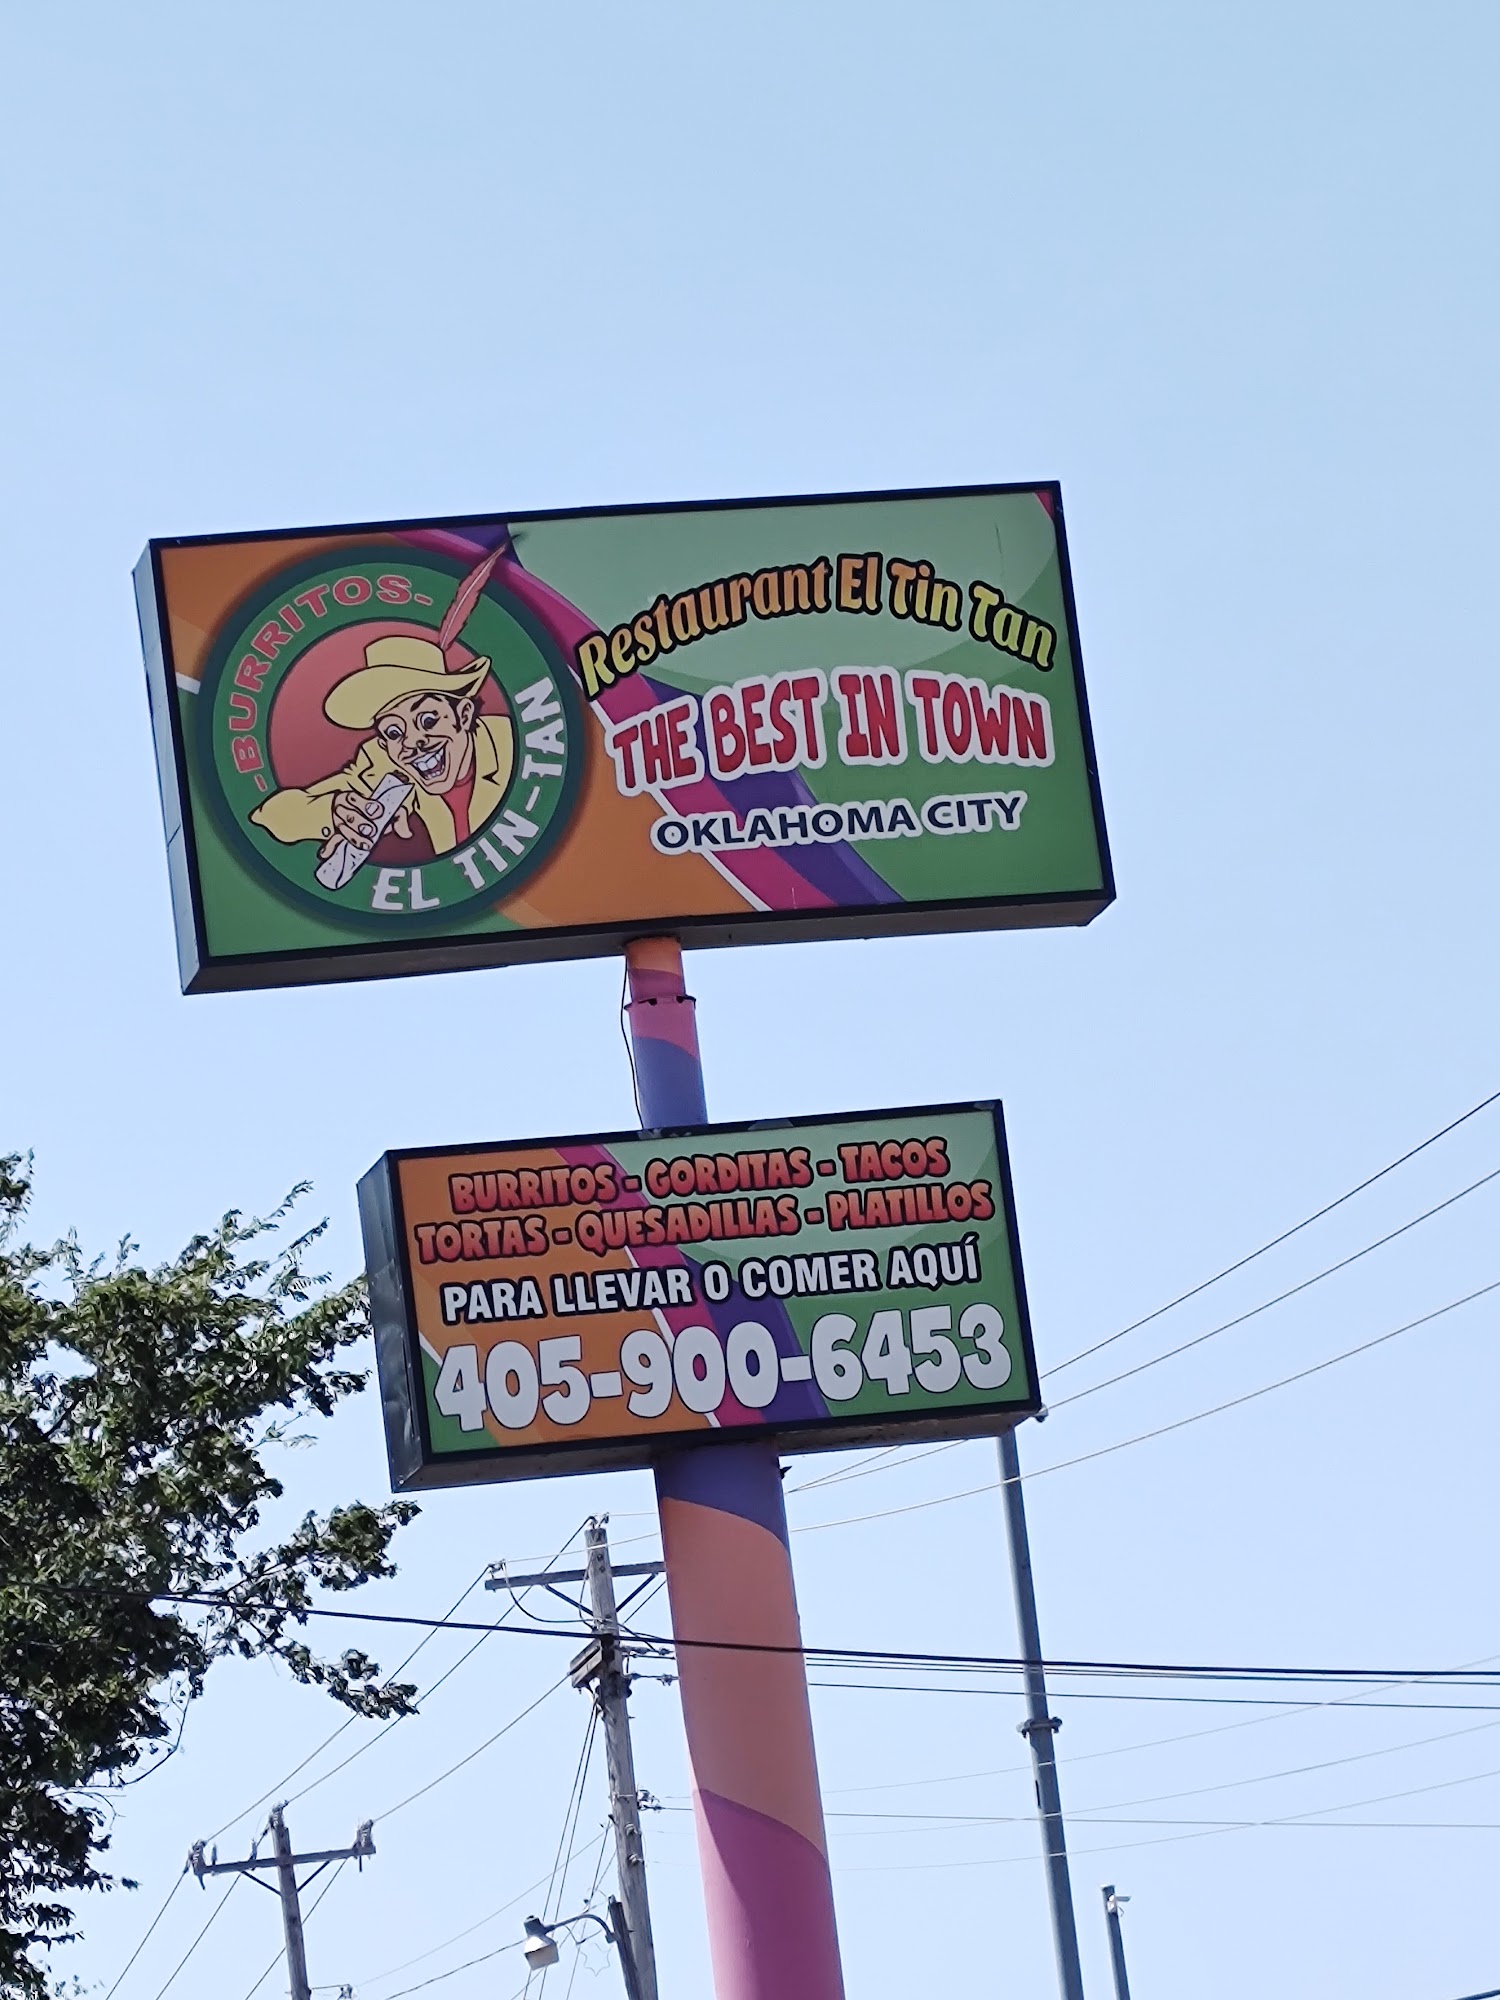 -BURRITOS-
EL TIN-TAN
Restaurant El Tin Tan
THE BEST IN TOWN
OKLAHOMA CITY
BURRITOS - GORDITAS - TACOS
TORTAS - QUESADILLAS - PLATILLOS
PARA LLEVAR O COMER AQUÍ
405-900-6453